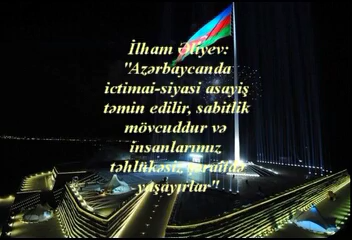 İlham Əliyev:
"Azərbaycanda
ictimai-siyasi asayiş
təmin edilir, sabitlik
mövcuddur və
insanlarımız
təhlükəsiz şəraitdə
yaşayırlar"